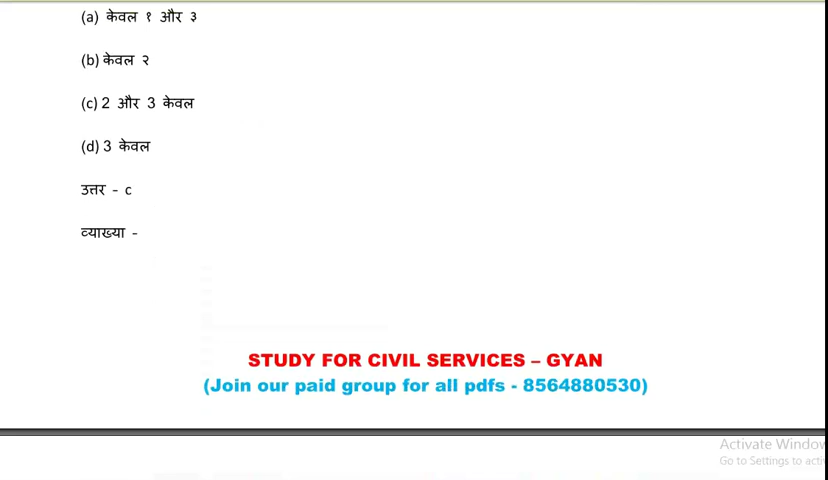 (a) केवल १ और ३
(b) केवल २
(c) 2 और 3 केवल
(d) 3 केवल
उत्तर - c
व्याख्या -
STUDY FOR CIVIL SERVICES – GYAN
(Join our paid group for all pdfs - 8564880530)
Activate Window
Go to Settings to acti